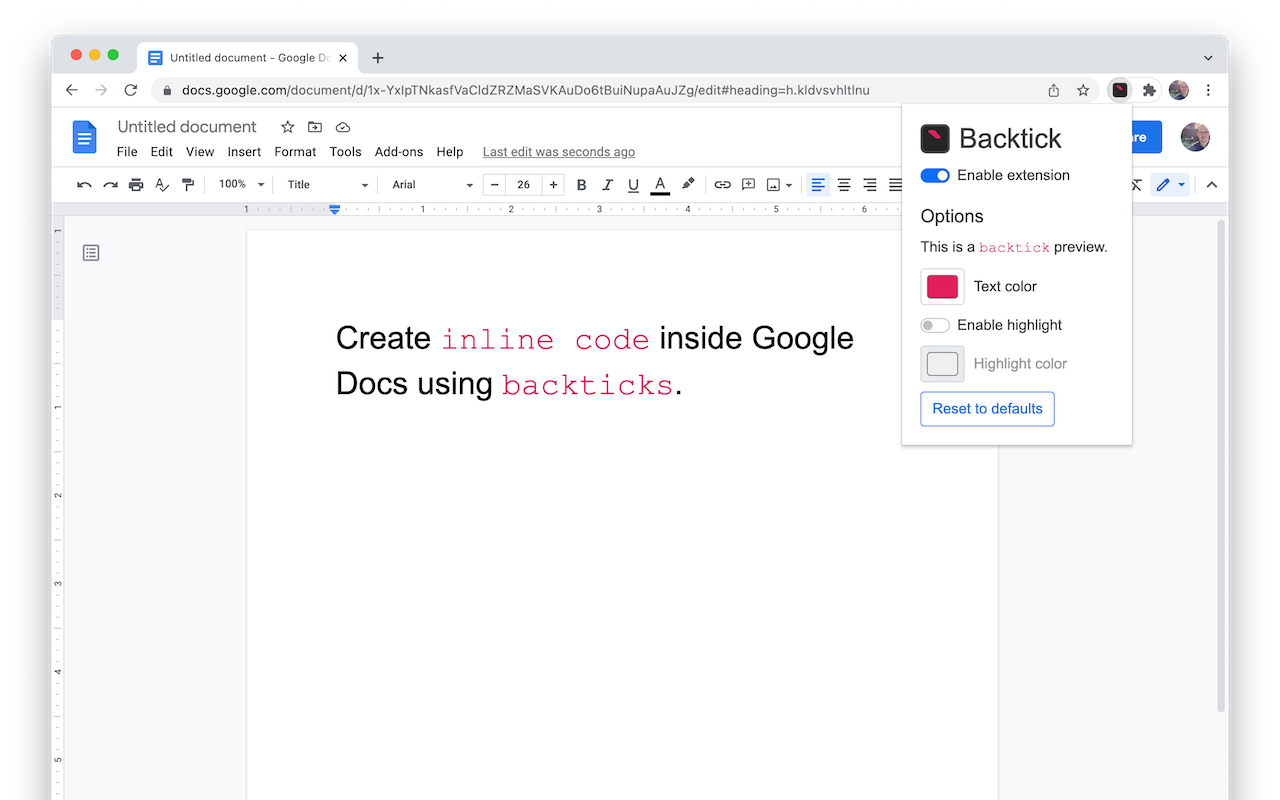 Untitled document - Google Dc
docs.google.com/document/d/1x-YxIpTNkasfVaCIdZRZMaSVKAuDo6tBuiNupaAuJZg/edit#heading=h.kldvsvhltlnu
Untitled document
File Edit View Insert Format Tools Add-ons Help Last edit was seconds ago
100% Title Arial 26 B I U A
1 1 2 3 4 5 6
Backtick
Enable extension
Options
This is a backtick preview.
Text color
Enable highlight
Highlight color
Reset to defaults
Create inline code inside Google
Docs using backticks.
1
1
2
3
4
5